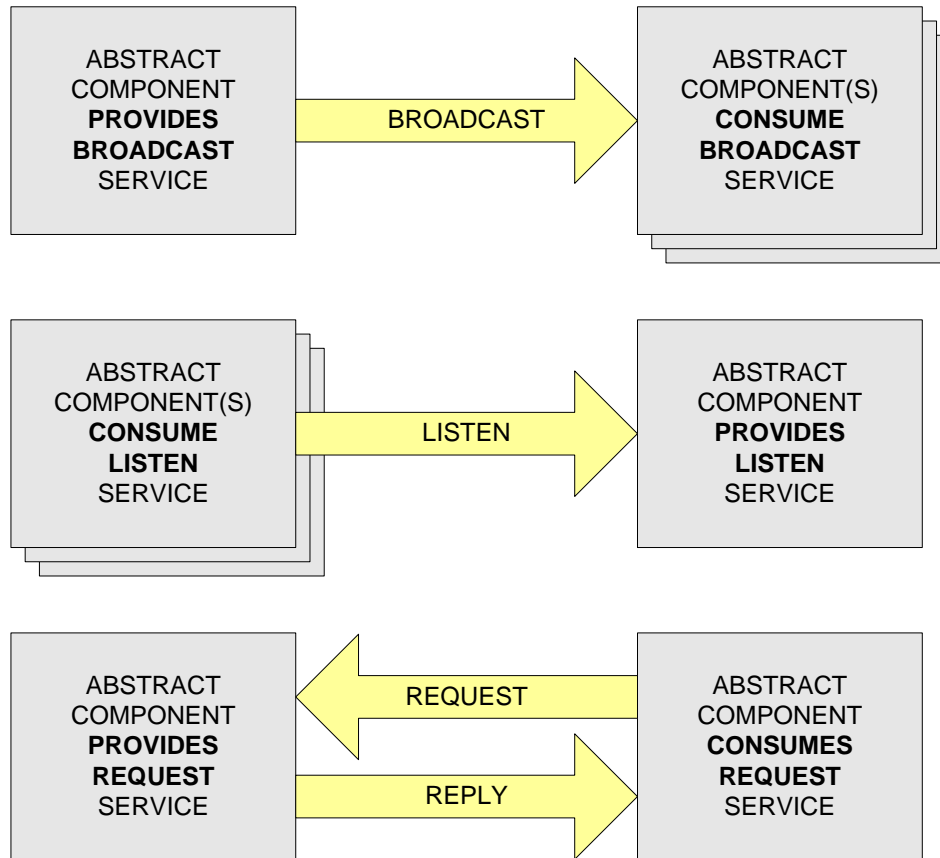 ABSTRACT
COMPONENT
PROVIDES
BROADCAST
SERVICE
BROADCAST
ABSTRACT
COMPONENT(S)
CONSUME
BROADCAST
SERVICE
ABSTRACT
COMPONENT(S)
CONSUME
LISTEN
SERVICE
LISTEN
ABSTRACT
COMPONENT
PROVIDES
LISTEN
SERVICE
ABSTRACT
COMPONENT
PROVIDES
REQUEST
SERVICE
REQUEST
REPLY
ABSTRACT
COMPONENT
CONSUMES
REQUEST
SERVICE